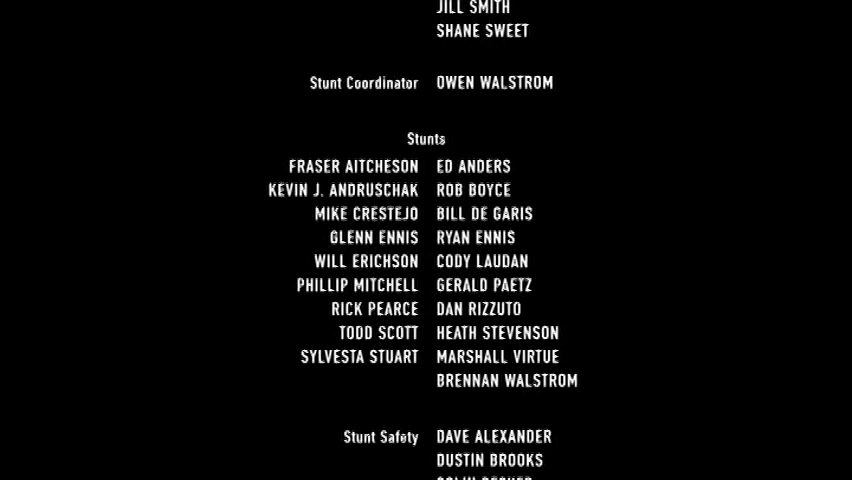 JILL SMITH
SHANE SWEET
Stunt Coordinator OWEN WALSTROM
Stunts
FRASER AITCHESON ED ANDERS
KEVIN J. ANDRUSCHAK ROB BOYCE
MIKE CRESTEJO BILL DE GARIS
GLENN ENNIS RYAN ENNIS
WILL ERICHSON CODY LAUDAN
PHILLIP MITCHELL GERALD PAETZ
RICK PEARCE DAN RIZZUTO
TODD SCOTT HEATH STEVENSON
SYLVESTA STUART MARSHALL VIRTUE
BRENNAN WALSTROM
Stunt Safety DAVE ALEXANDER
DUSTIN BROOKS